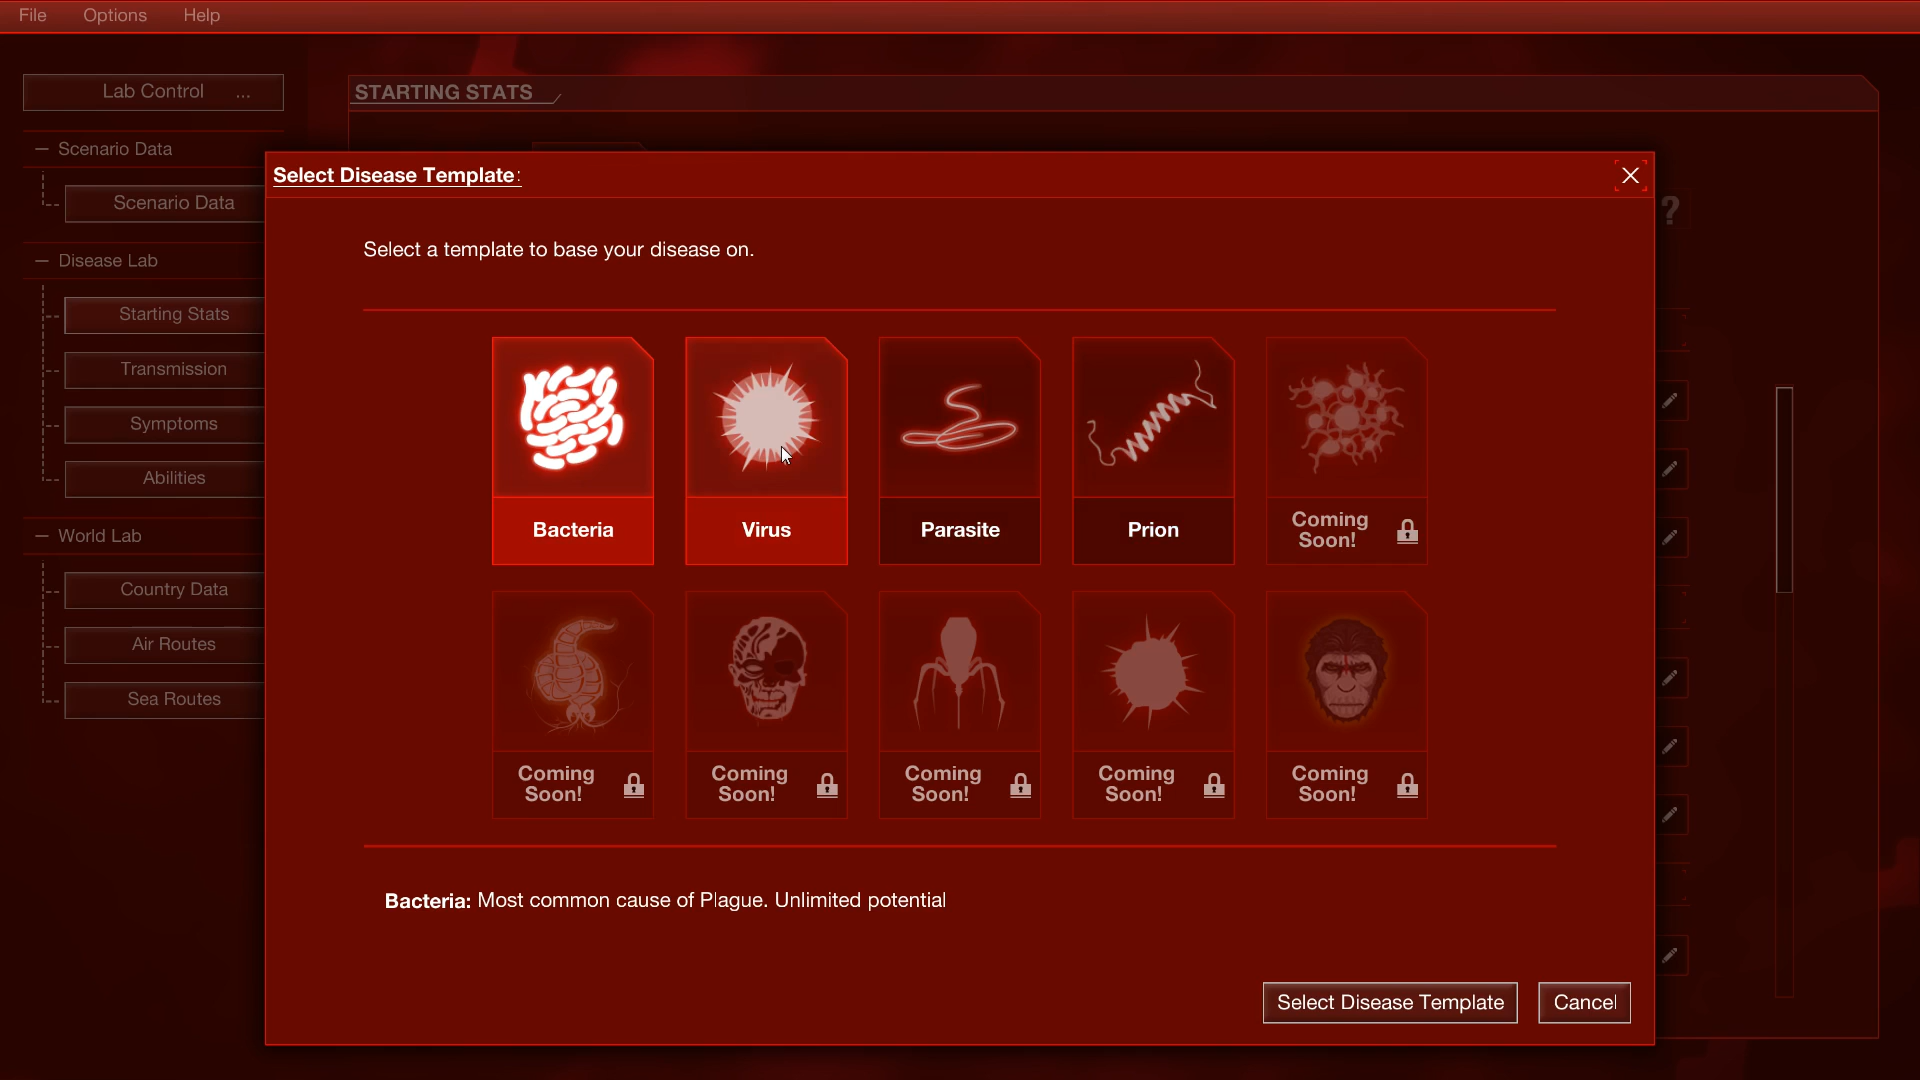 File Options Help
Lab Control ...
STARTING STATS
Scenario Data
Select Disease Template:
Scenario Data
?
Select a template to base your disease on.
Disease Lab
Starting Stats
Transmission
Symptoms
Abilities
Bacteria Virus Parasite Prion Coming Soon!
World Lab
Country Data
Air Routes
Sea Routes
Coming Soon! Coming Soon! Coming Soon! Coming Soon! Coming Soon!
Bacteria: Most common cause of Plague. Unlimited potential
Select Disease Template Cancel